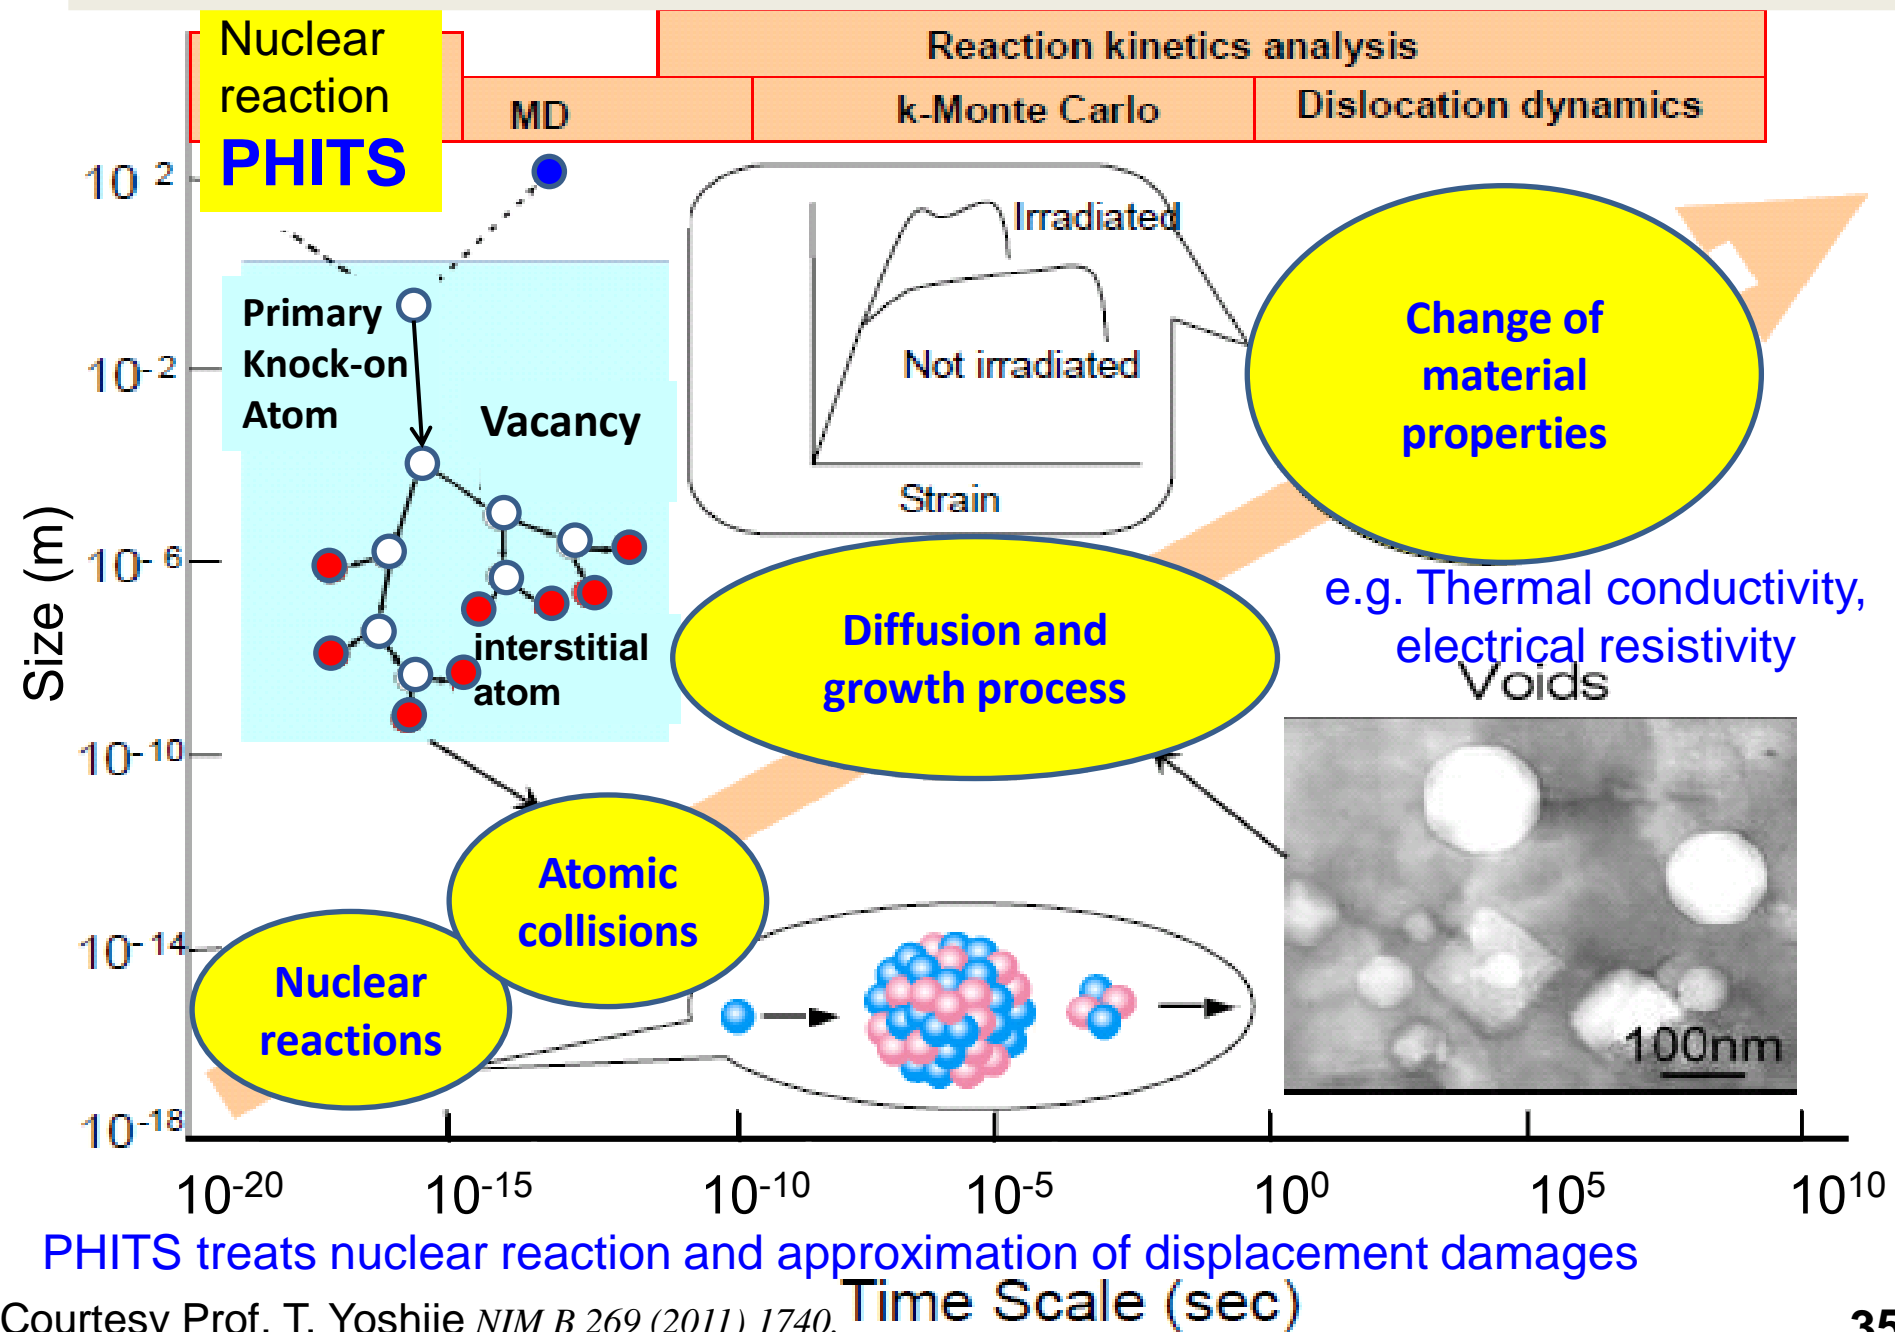 Nuclear
reaction
PHITS
Reaction kinetics analysis
MD
k-Monte Carlo
Dislocation dynamics
10 2
10-2
10-6
10-10
10-14
10-18
Size (m)
Primary
Knock-on
Atom
Vacancy
interstitial
atom
Irradiated
Not irradiated
Strain
Change of
material
properties
e.g. Thermal conductivity,
electrical resistivity
Diffusion and
growth process
Voids
100nm
Atomic
collisions
Nuclear
reactions
10-20
10-15
10-10
10-5
100
105
1010
PHITS treats nuclear reaction and approximation of displacement damages
Time Scale (sec)
Courtesy Prof. T. Yoshiie NIM B 269 (2011) 1740.
35